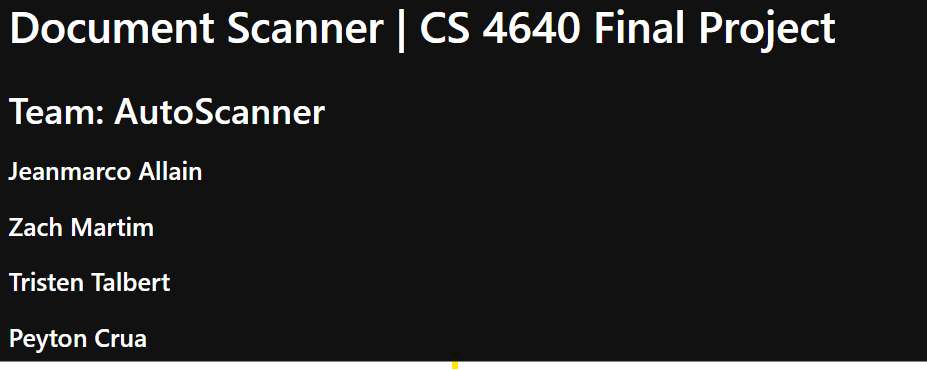 Document Scanner | CS 4640 Final Project
Team: AutoScanner
Jeanmarco Allain
Zach Martim
Tristen Talbert
Peyton Crua